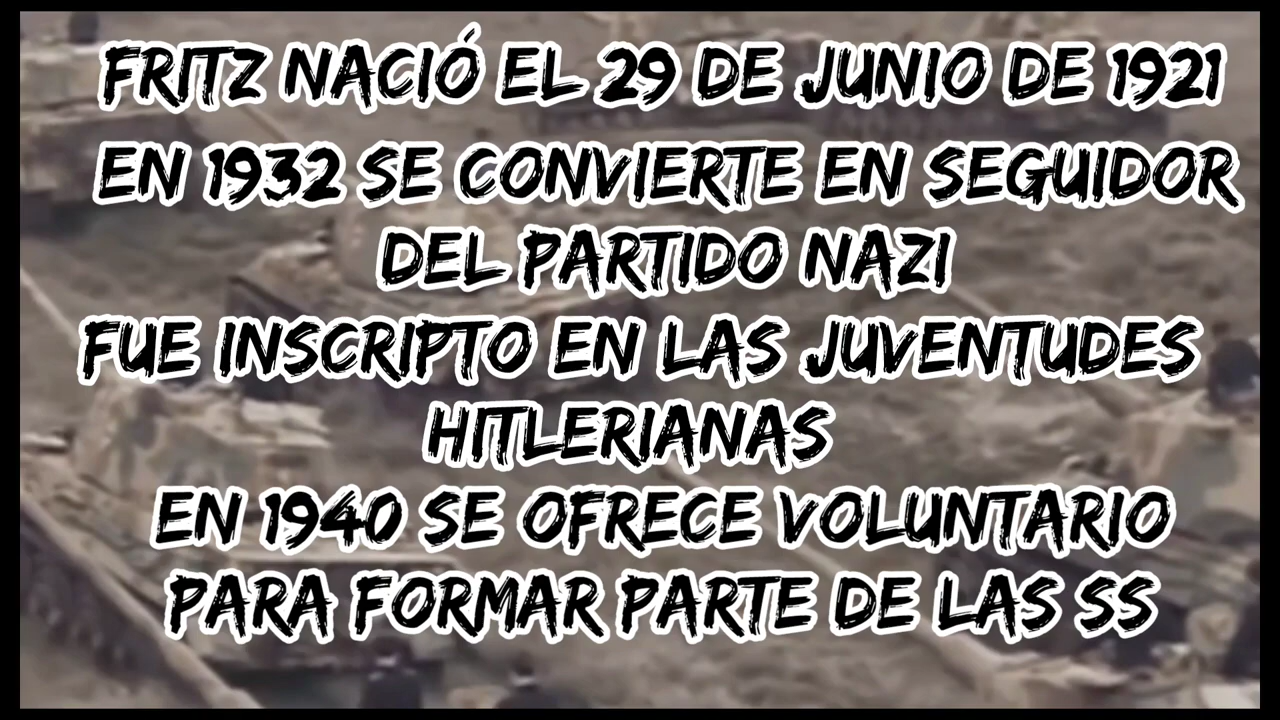 FRITZ NACIÓ EL 29 DE JUNIO DE 1921
EN 1932 SE CONVIERTE EN SEGUIDOR
DEL PARTIDO NAZI
FUE INSCRIPTO EN LAS JUVENTUDES
HITLERIANAS
EN 1940 SE OFRECE VOLUNTARIO
PARA FORMAR PARTE DE LAS SS